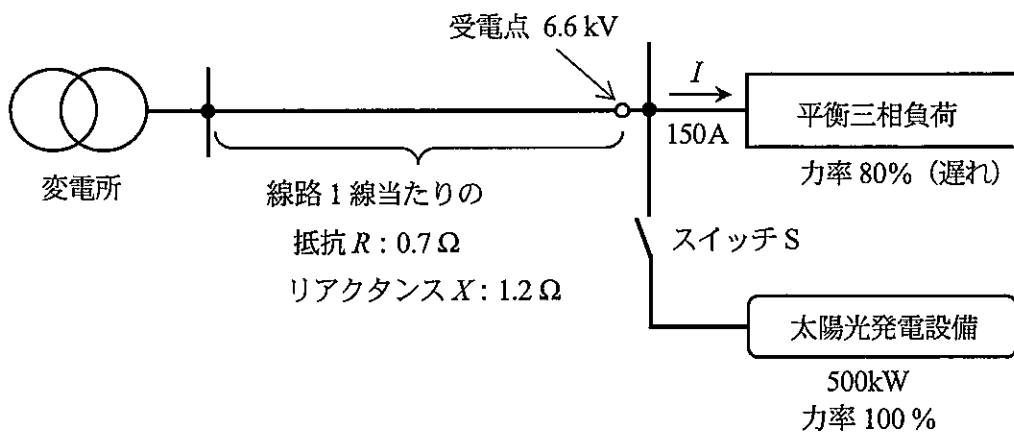 受電点 6.6 kV
I
150A
平衡三相負荷
力率 80%（遅れ）
変電所
線路 1 線当たりの
抵抗 R : 0.7 Ω
リアクタンス X : 1.2 Ω
スイッチ S
太陽光発電設備
500kW
力率 100 %